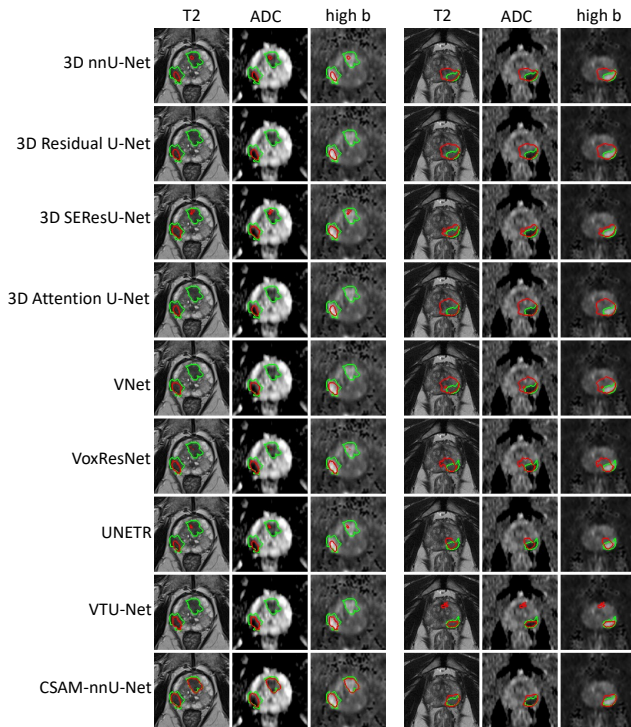 T2 ADC high b T2 ADC high b
3D nnU-Net
3D Residual U-Net
3D SEResU-Net
3D Attention U-Net
VNet
VoxResNet
UNETR
VTU-Net
CSAM-nnU-Net